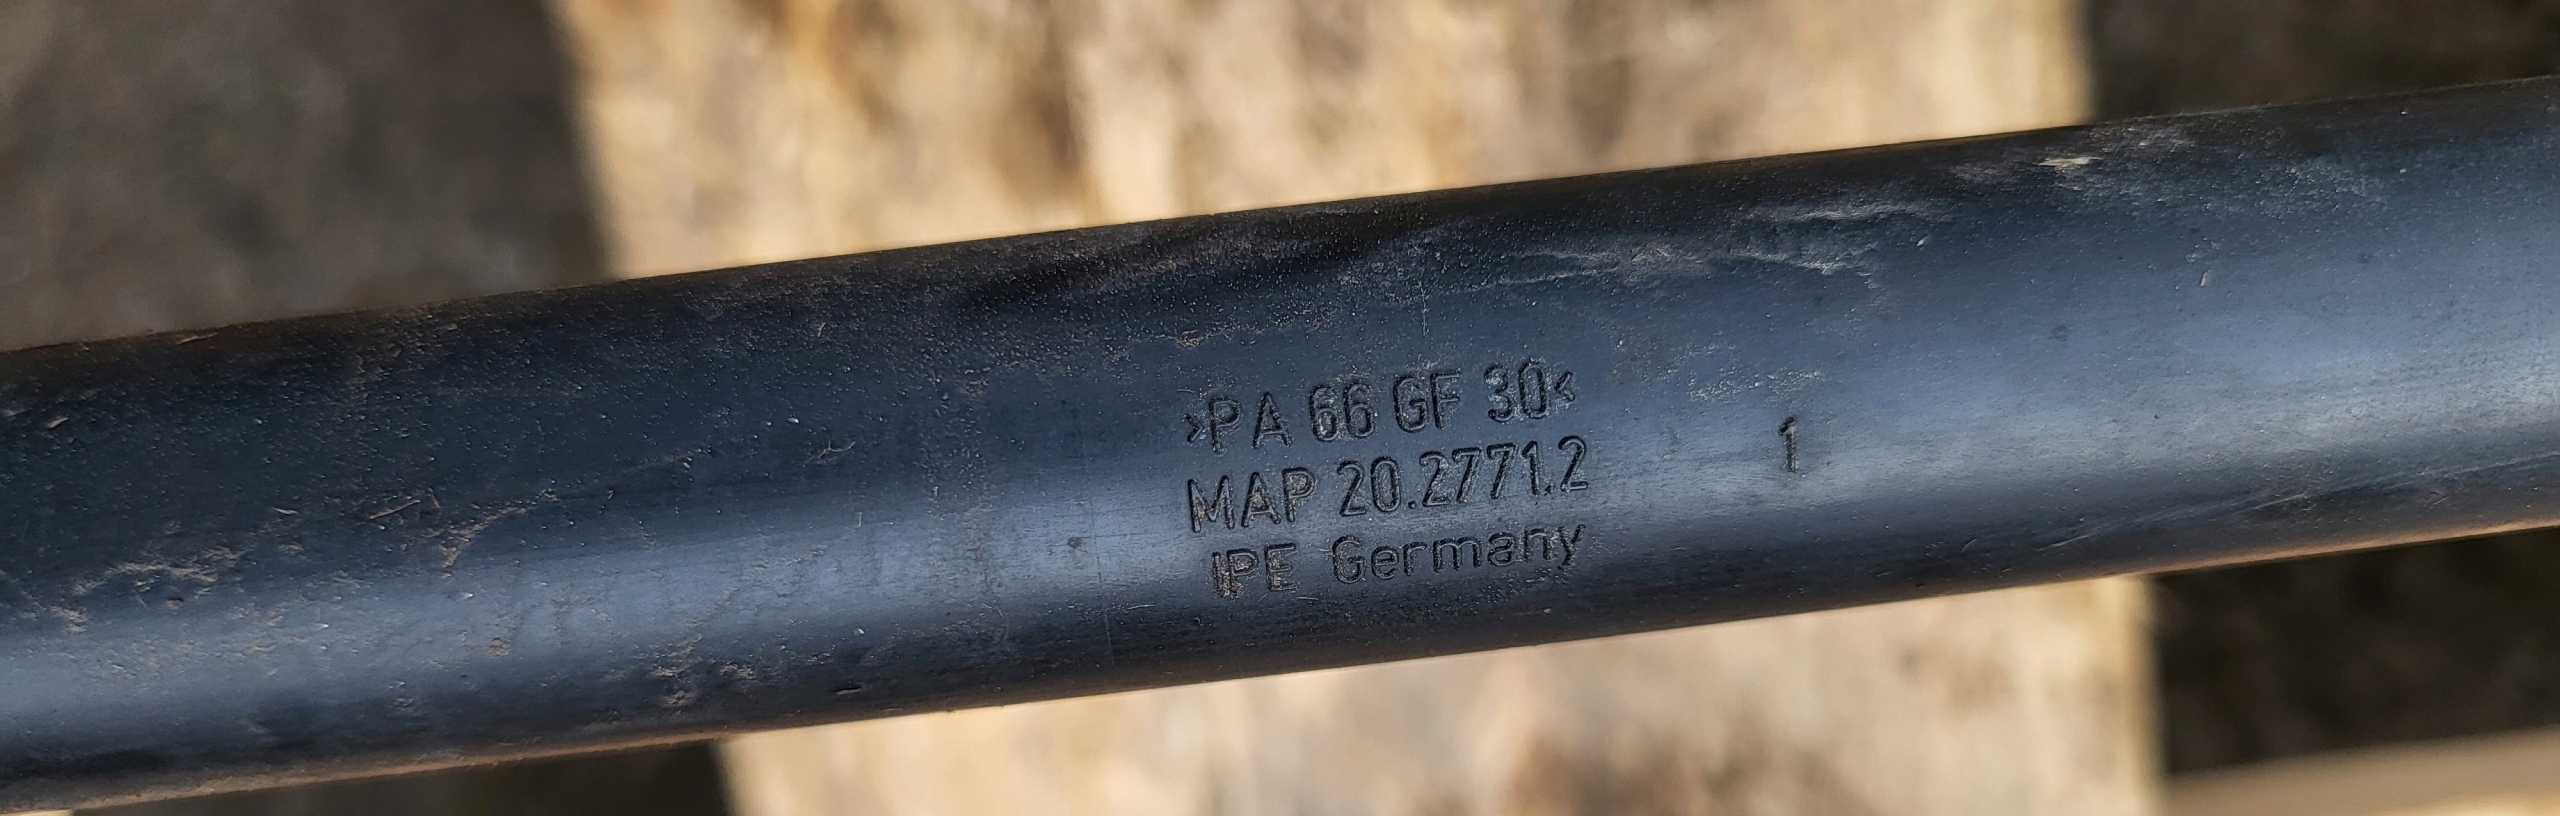 >PA 66 GF 30<
MAP 20.2771.2
1
IPE Germany